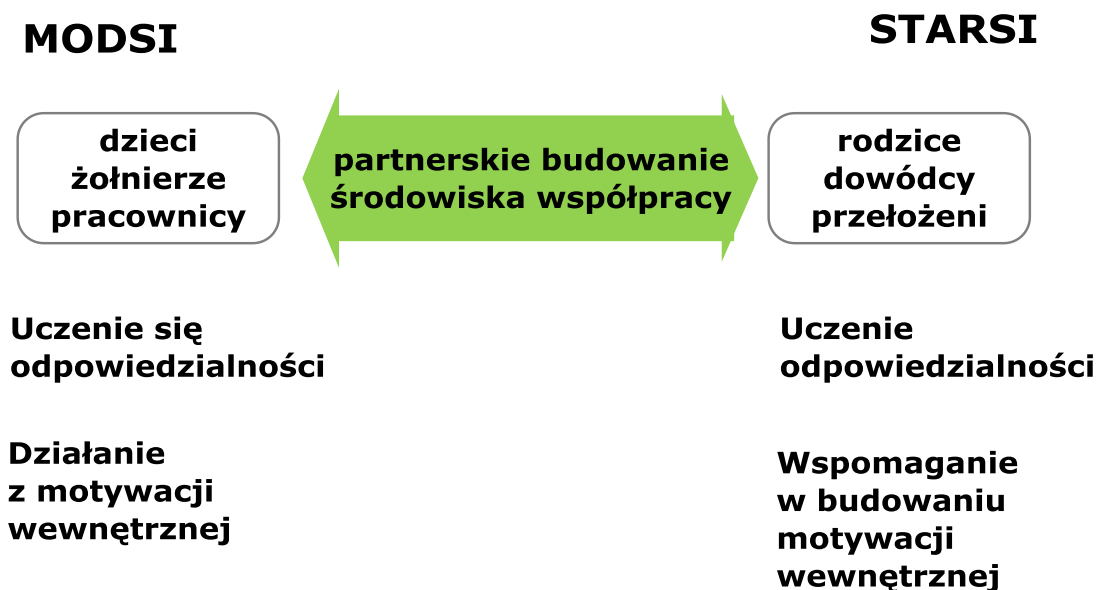 MODSI
STARSI
dzieci
żołnierze
pracownicy
partnerskie budowanie
środowiska współpracy
rodzice
dowódcy
przełożeni
Uczenie się
odpowiedzialności
Uczenie
odpowiedzialności
Działanie
z motywacji
wewnętrznej
Wspomaganie
w budowaniu
motywacji
wewnętrznej